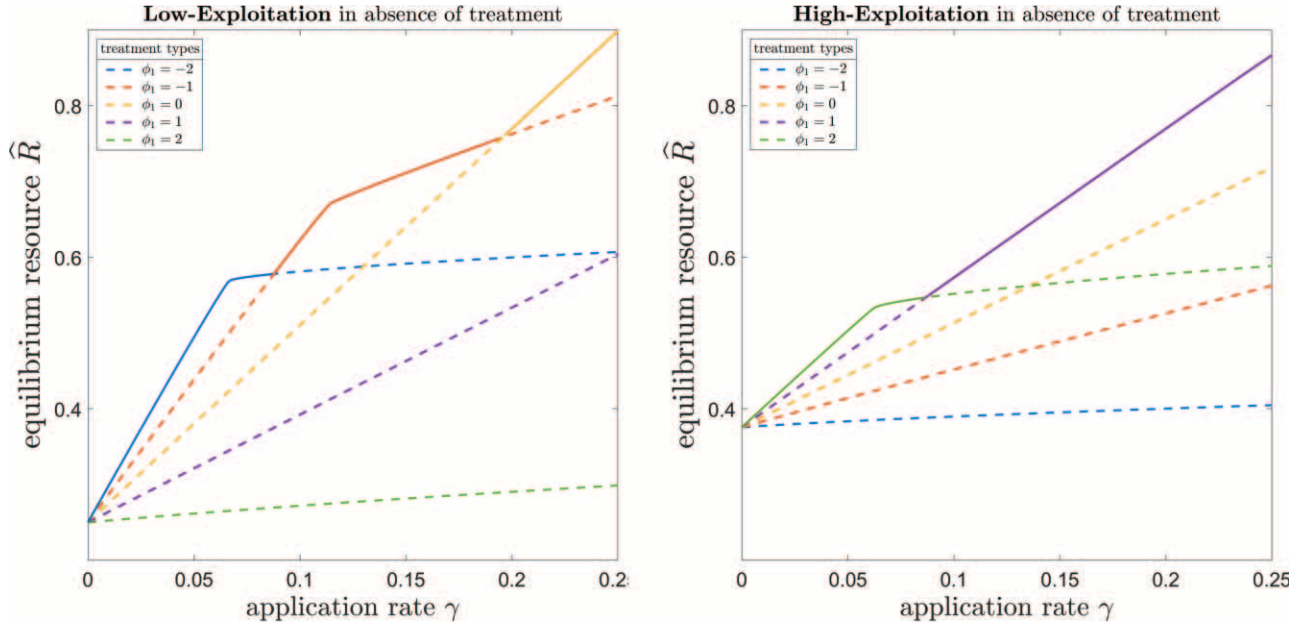 Low-Exploitation in absence of treatment
treatment types
ϕ₁ = −2
ϕ₁ = −1
ϕ₁ = 0
ϕ₁ = 1
ϕ₁ = 2
equilibrium resource R̂
0.8
0.6
0.4
0
0.05
0.1
0.15
0.2
0.2
application rate γ
High-Exploitation in absence of treatment
treatment types
ϕ₁ = −2
ϕ₁ = −1
ϕ₁ = 0
ϕ₁ = 1
ϕ₁ = 2
equilibrium resource R̂
0.8
0.6
0.4
0
0.05
0.1
0.15
0.2
0.25
application rate γ